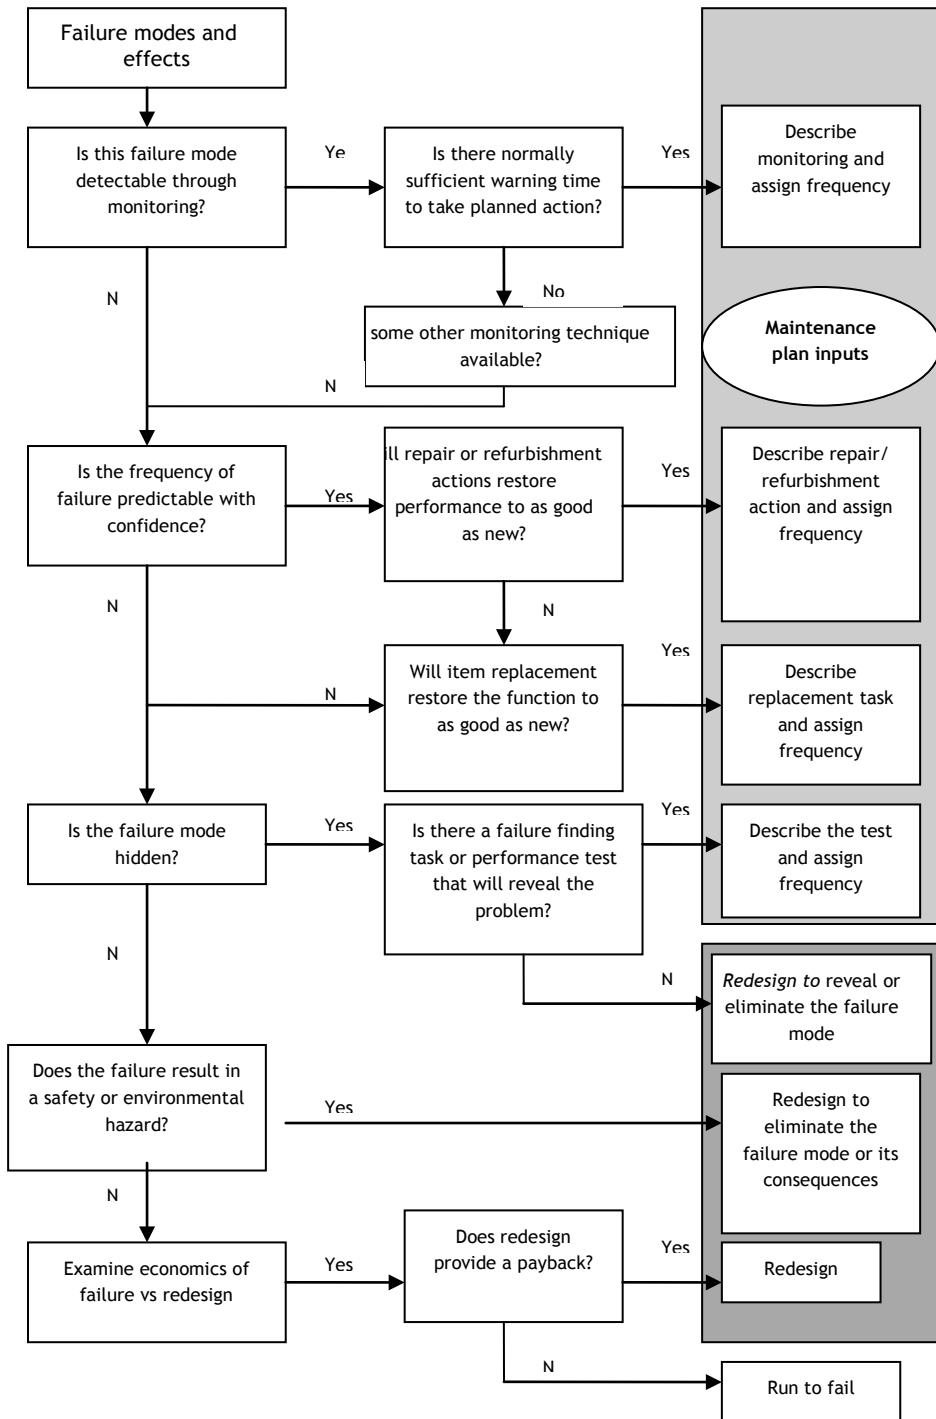 Failure modes and
effects
Is this failure mode
detectable through
monitoring?
Ye
Is there normally
sufficient warning time
to take planned action?
Yes
Describe
monitoring and
assign frequency
N
No
some other monitoring technique
available?
N
Maintenance
plan inputs
Is the frequency of
failure predictable with
confidence?
Yes
ill repair or refurbishment
actions restore
performance to as good
as new?
Yes
Describe repair/
refurbishment
action and assign
frequency
N
N
Will item replacement
restore the function to
as good as new?
N
Yes
Describe
replacement task
and assign
frequency
Is the failure mode
hidden?
Yes
Is there a failure finding
task or performance test
that will reveal the
problem?
Yes
Describe the test
and assign
frequency
N
N
Redesign to reveal or
eliminate the failure
mode
Does the failure result in
a safety or environmental
hazard?
Yes
Redesign to
eliminate the
failure mode or its
consequences
N
Examine economics of
failure vs redesign
Yes
Does redesign
provide a payback?
Yes
Redesign
N
Run to fail